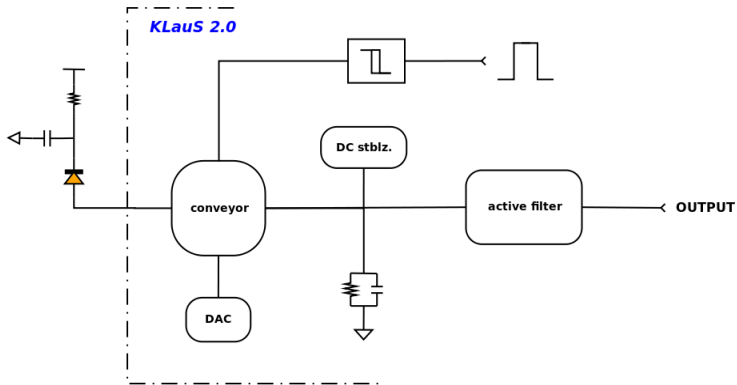 KLauS 2.0
DC stblz.
conveyor
active filter
OUTPUT
DAC